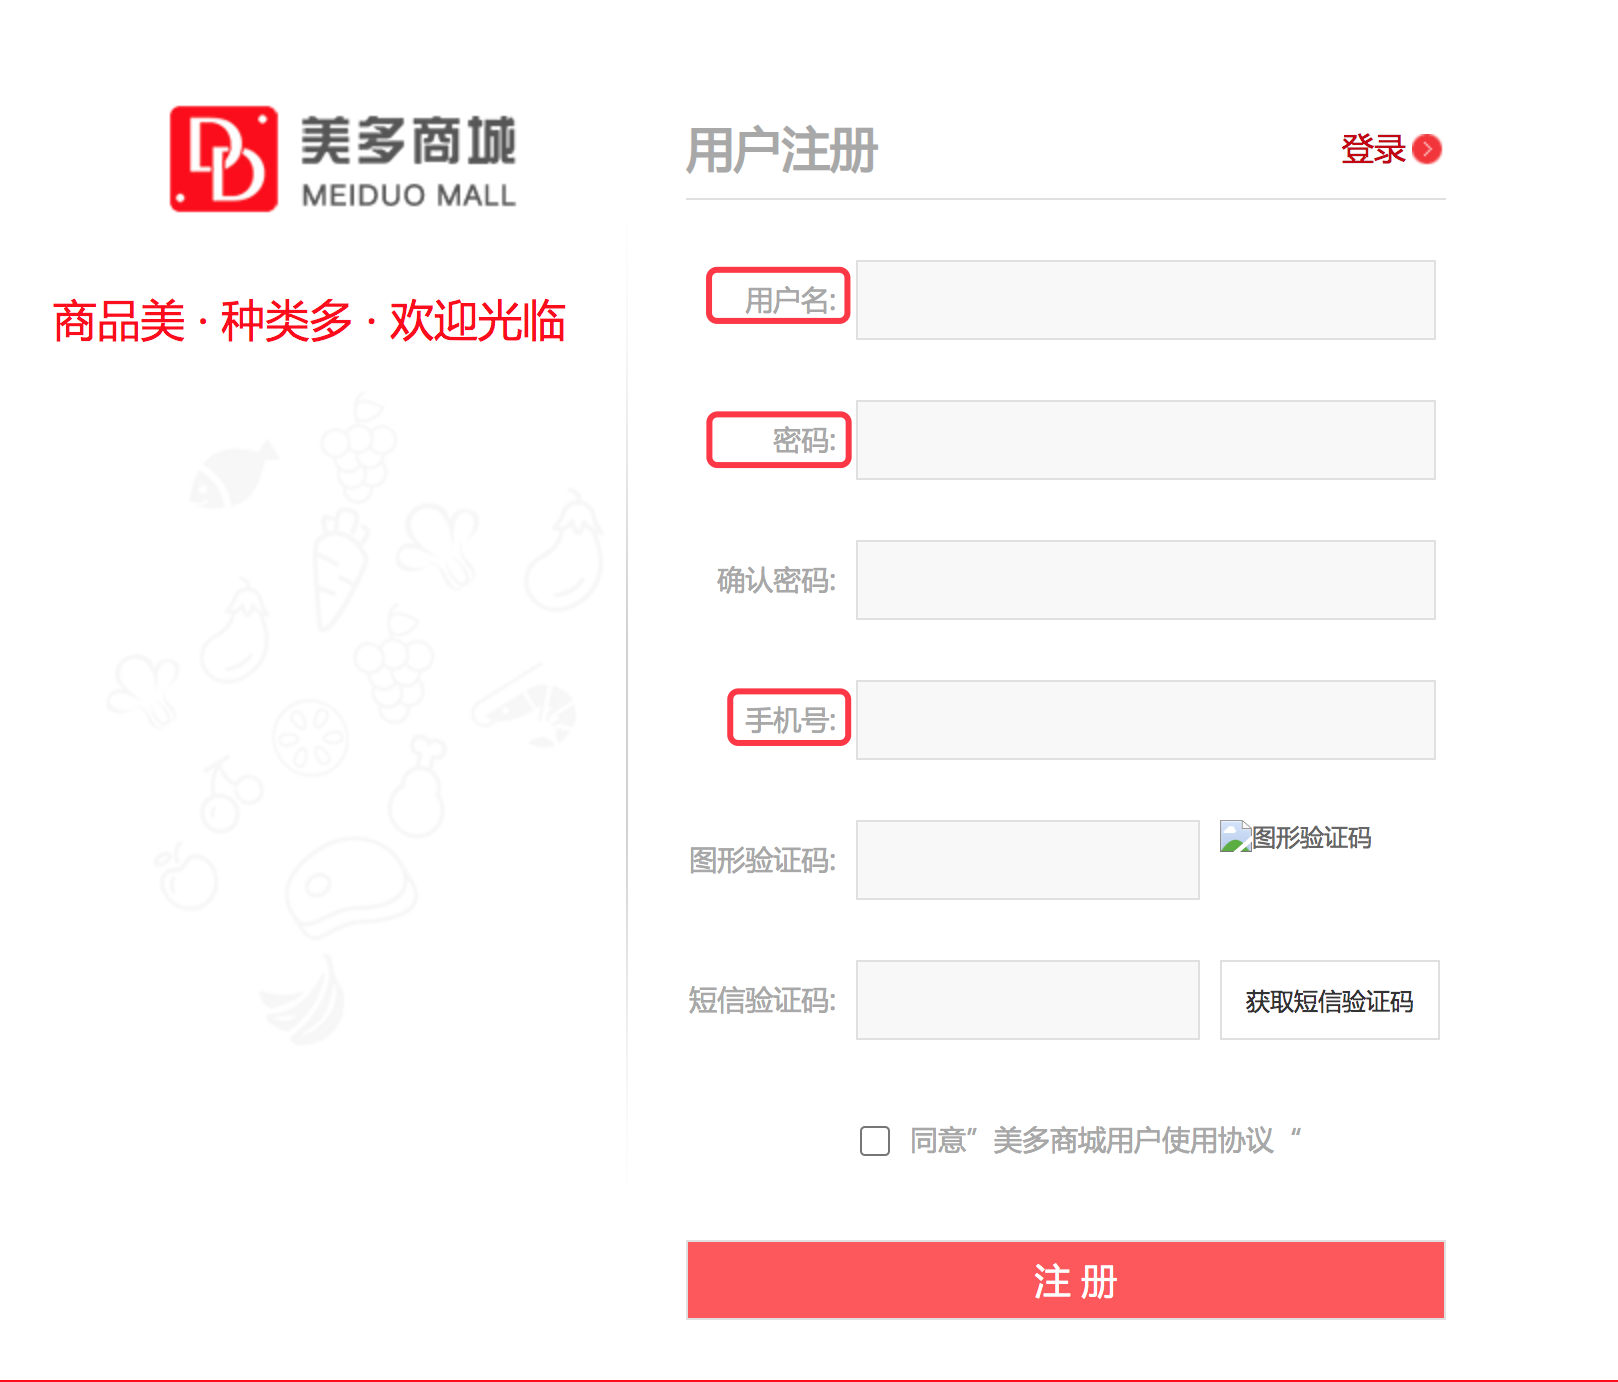 美多商城
MEIDUO MALL
商品美 · 种类多 · 欢迎光临
用户注册
登录
用户名:
密码:
确认密码:
手机号:
图形验证码:
图形验证码
短信验证码:
获取短信验证码
同意”美多商城用户使用协议“
注 册